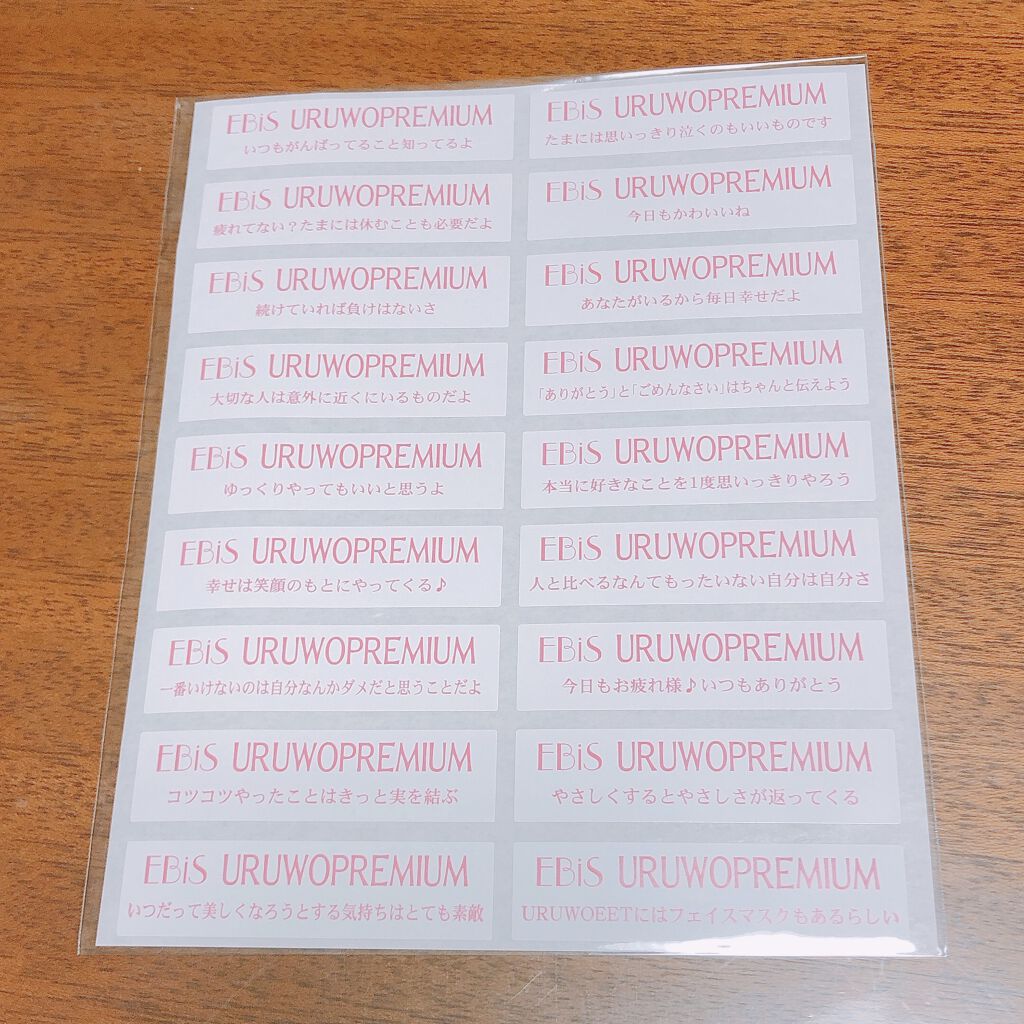 EBiS URUWOPREMIUM
いつもがんばってること知ってるよ
EBiS URUWOPREMIUM
たまには思いっきり泣くのもいいものです
EBiS URUWOPREMIUM
疲れてない？たまには休むことも必要だよ
EBiS URUWOPREMIUM
今日もかわいいね
EBiS URUWOPREMIUM
続けていれば負けはないさ
EBiS URUWOPREMIUM
あなたがいるから毎日幸せだよ
EBiS URUWOPREMIUM
大切な人は意外に近くにいるものだよ
EBiS URUWOPREMIUM
「ありがとう」と「ごめんなさい」はちゃんと伝えよう
EBiS URUWOPREMIUM
ゆっくりやってもいいと思うよ
EBiS URUWOPREMIUM
本当に好きなことを1度思いっきりやろう
EBiS URUWOPREMIUM
幸せは笑顔のもとにやってくる♪
EBiS URUWOPREMIUM
人と比べるなんてもったいない自分は自分さ
EBiS URUWOPREMIUM
一番いけないのは自分なんかダメだと思うことだよ
EBiS URUWOPREMIUM
今日もお疲れ様♪いつもありがとう
EBiS URUWOPREMIUM
コツコツやったことはきっと実を結ぶ
EBiS URUWOPREMIUM
やさしくするとやさしさが返ってくる
EBiS URUWOPREMIUM
いつだって美しくなろうとする気持ちはとても素敵
EBiS URUWOPREMIUM
URUWOEETにはフェイスマスクもあるらしい